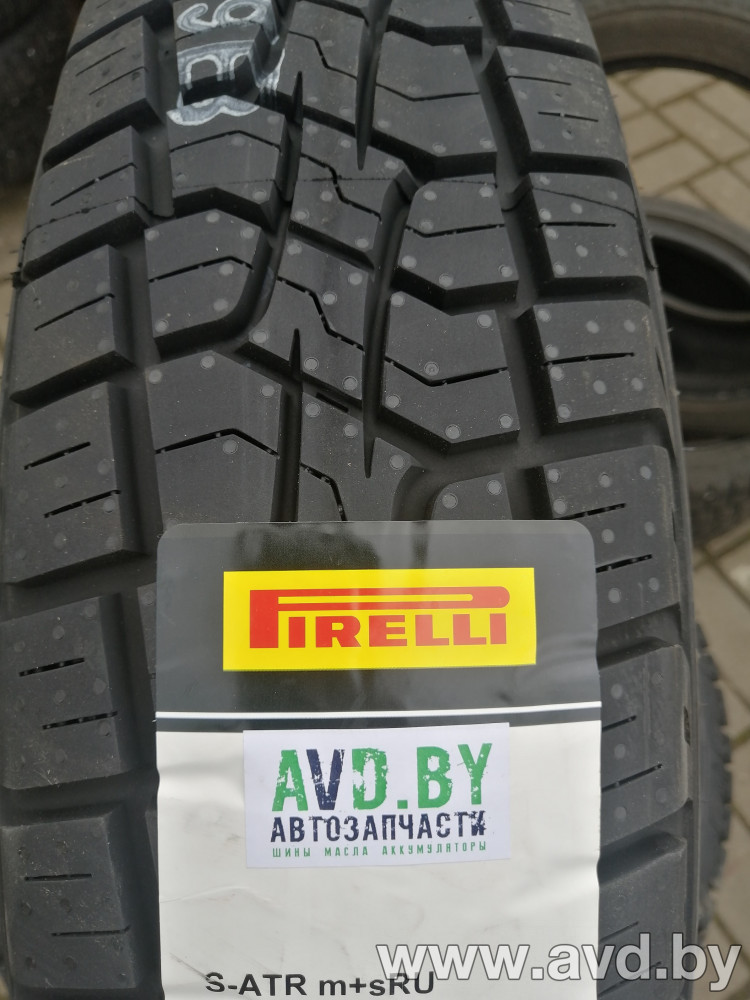 PIRELLI
AVD.BY
АВТОЗАПЧАСТИ
ШИНЫ МАСЛА АККУМУЛЯТОРЫ
S-ATR m+sRU
www.avd.by